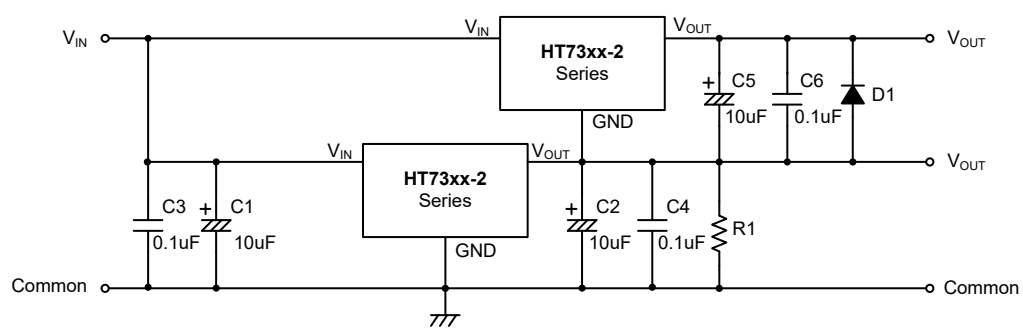 VIN
VIN
HT73xx-2
Series
VOUT
VOUT
GND
C5
10uF
C6
0.1uF
D1
VIN
HT73xx-2
Series
VOUT
VOUT
GND
C3
0.1uF
C1
10uF
C2
10uF
C4
0.1uF
R1
Common
Common